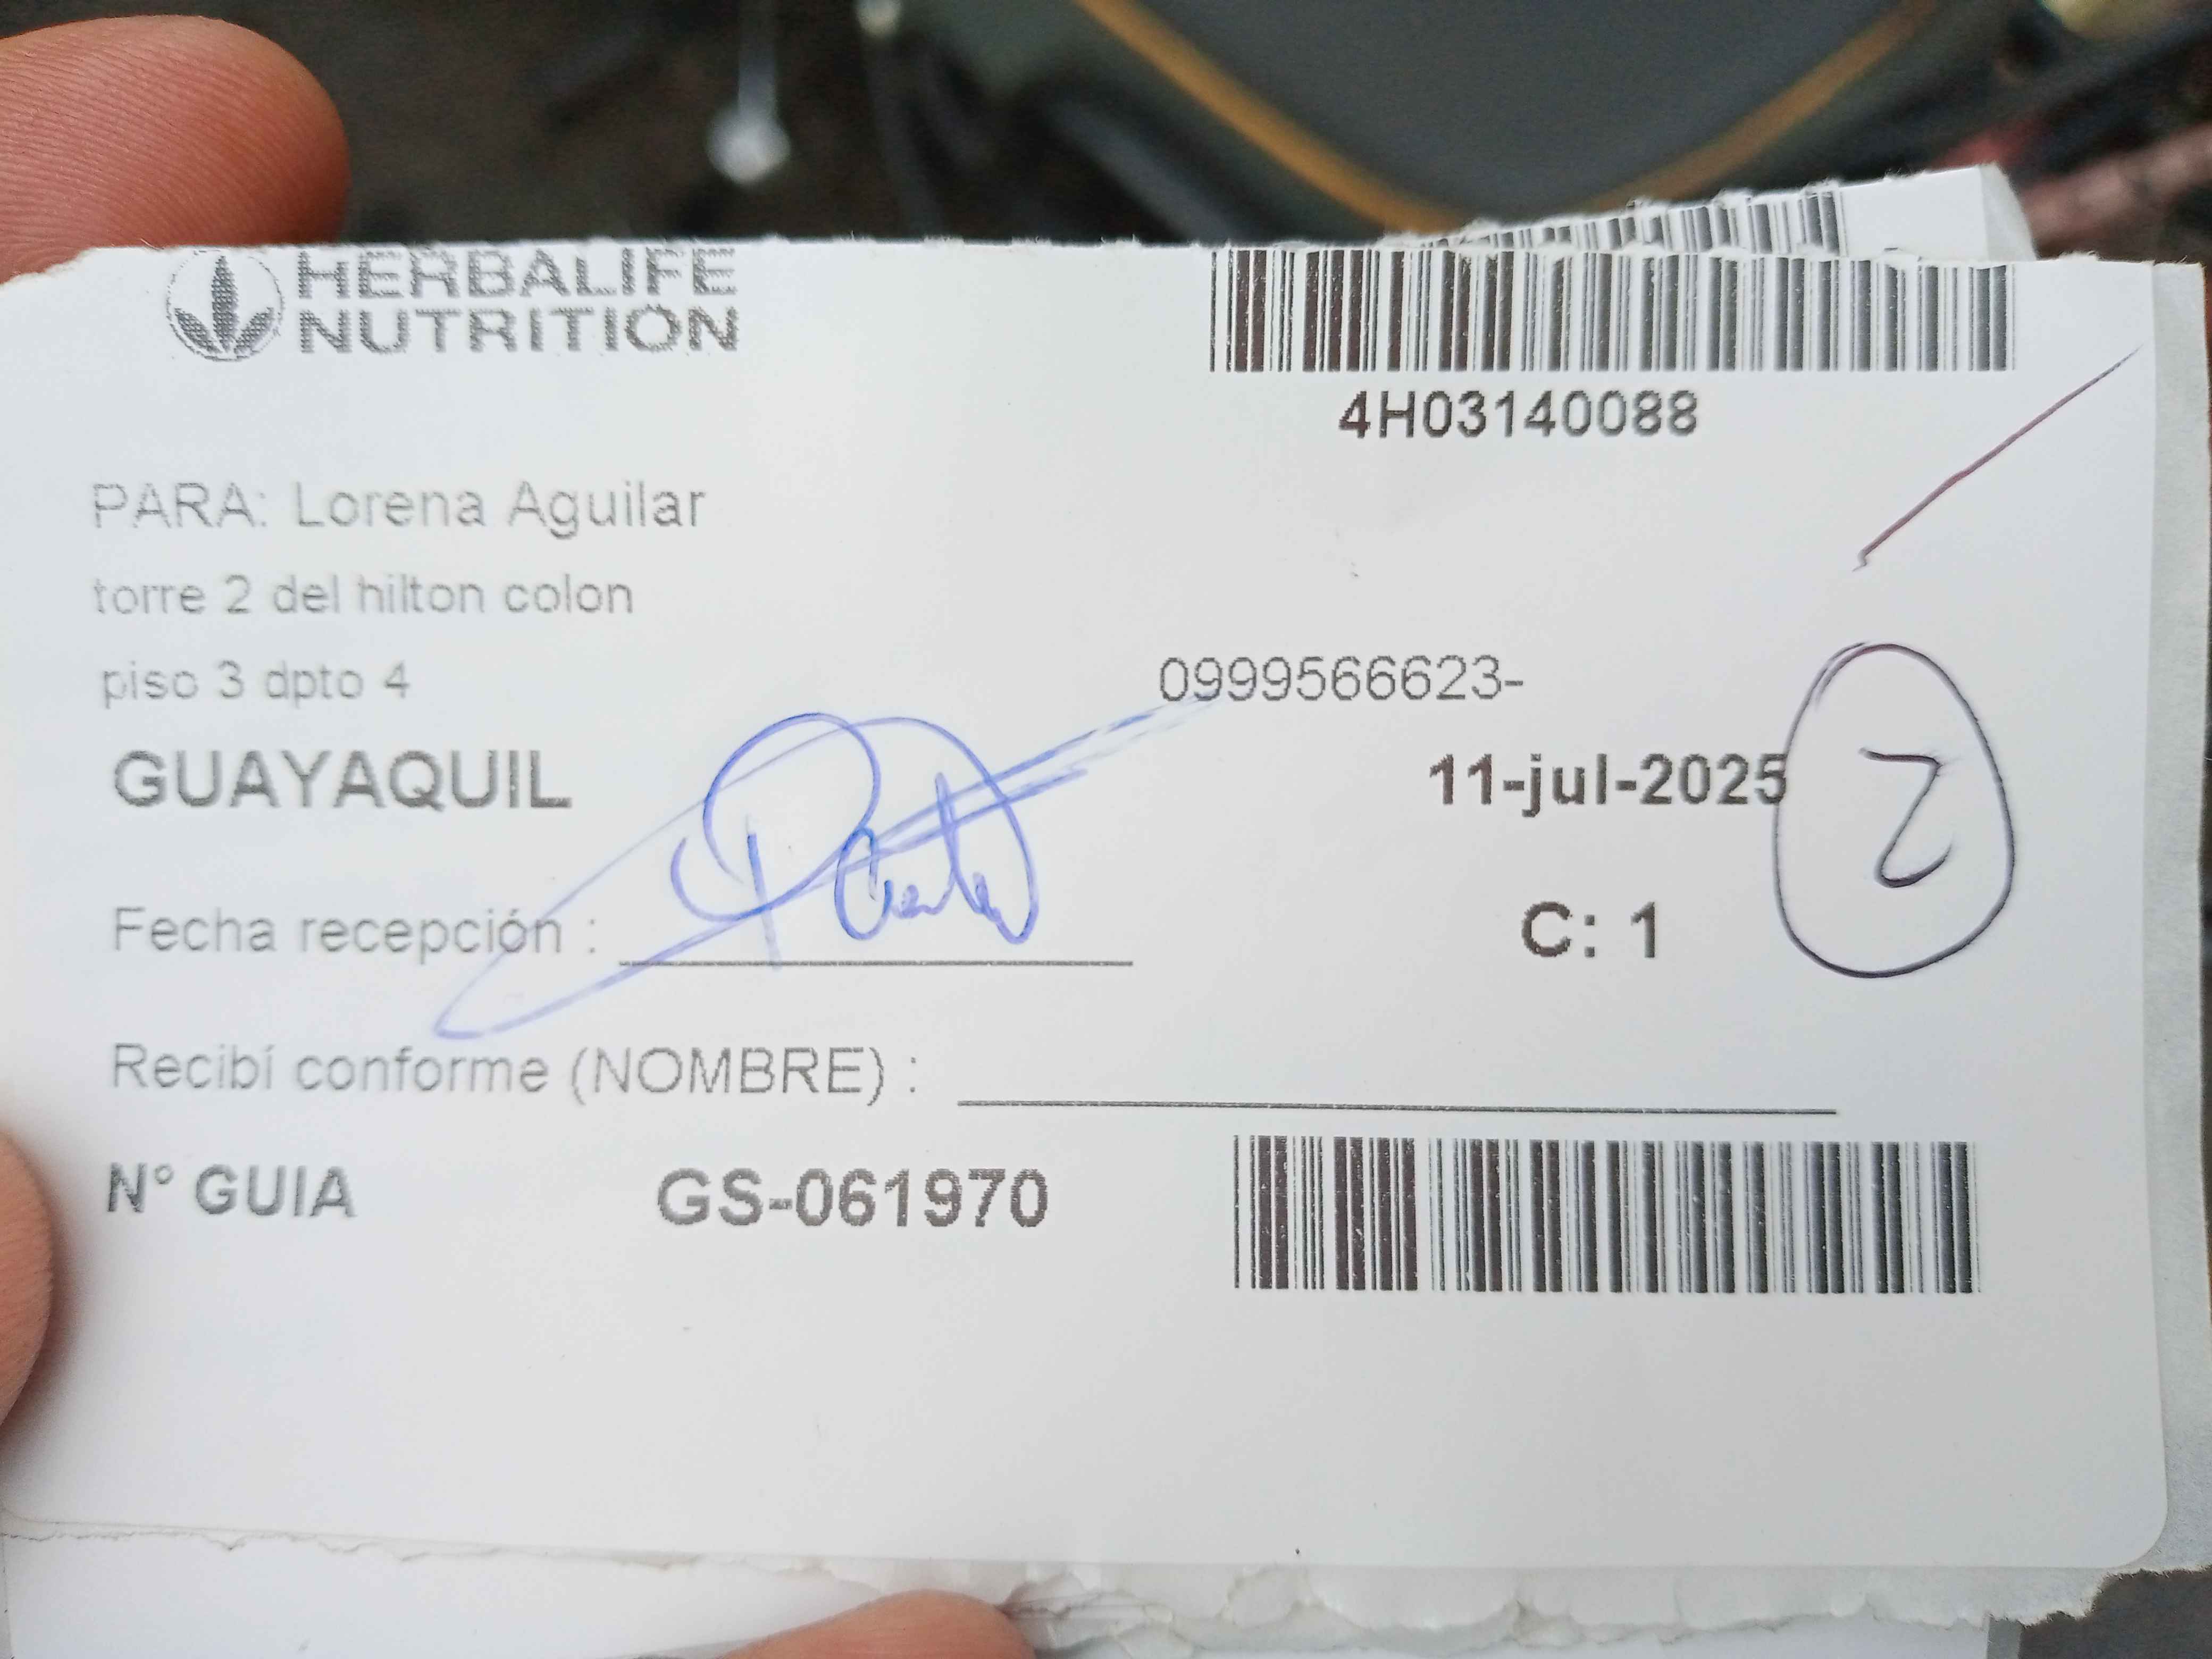 HERBALIFE
NUTRITION
4H03140088
PARA: Lorena Aguilar
torre 2 del hilton colon
piso 3 dpto 4
0999566623-
GUAYAQUIL
11-jul-2025
2
Fecha recepción :
C: 1
Recibí conforme (NOMBRE) :
N° GUIA GS-061970